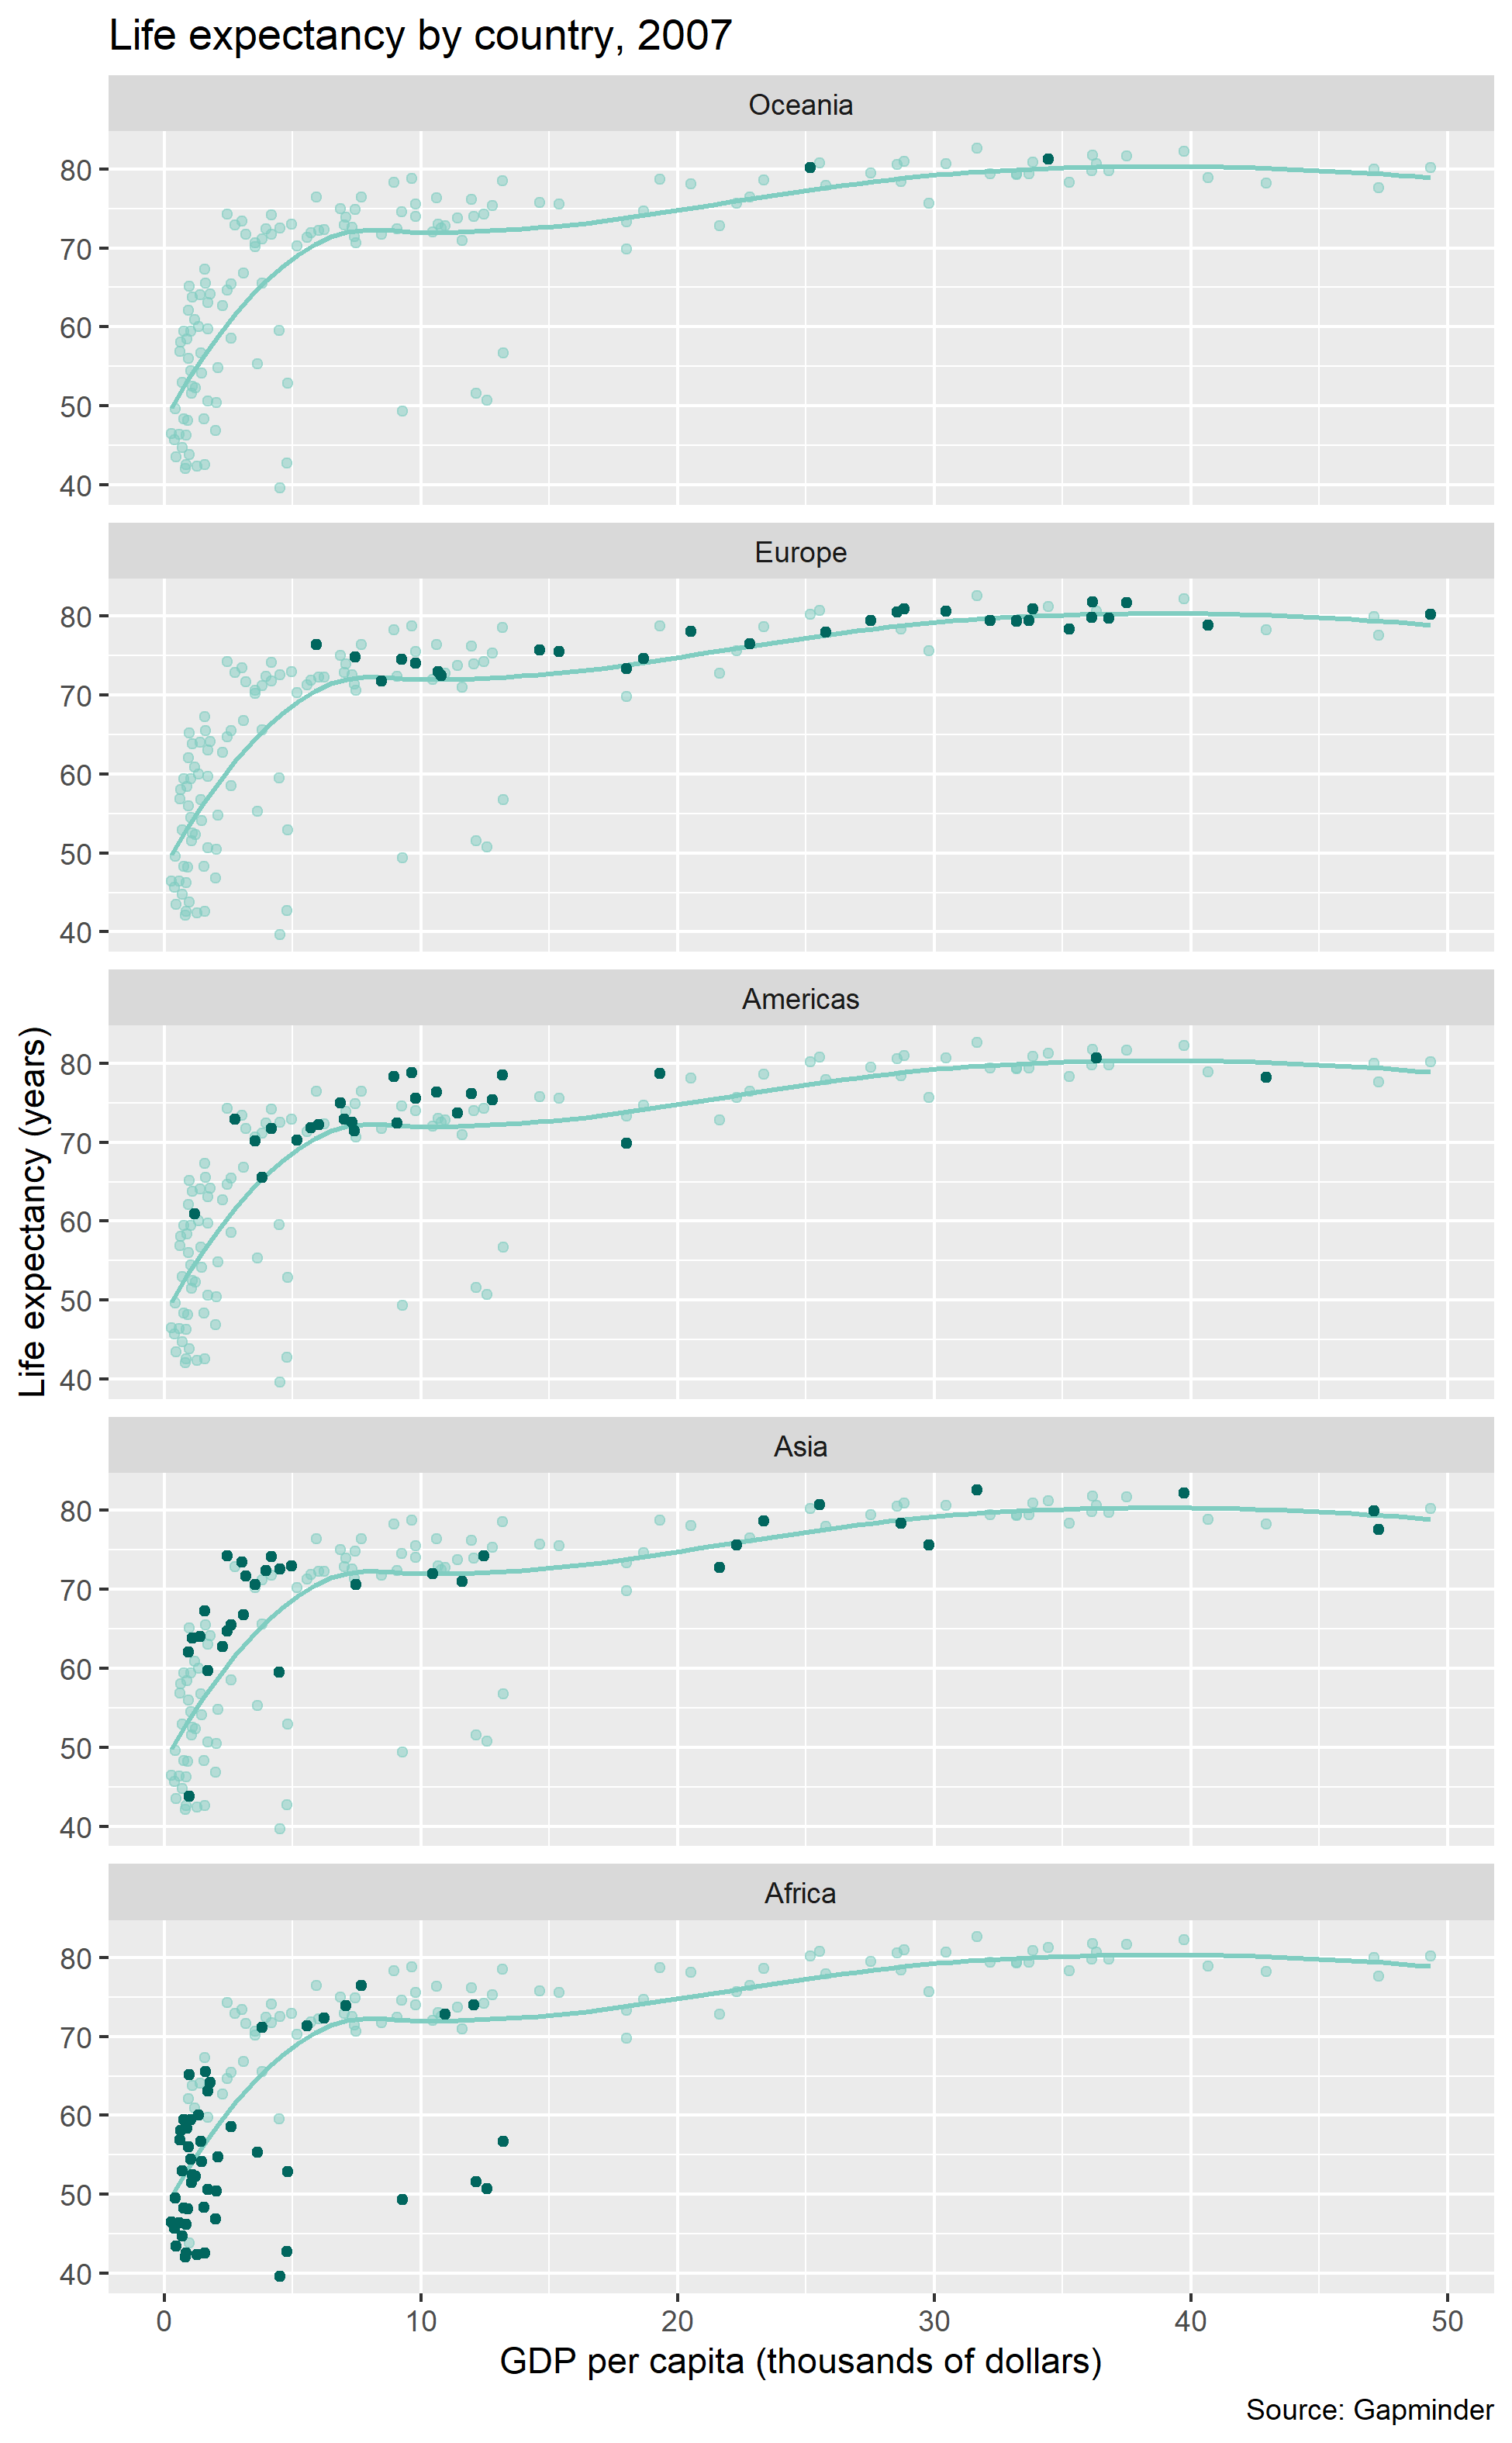 Life expectancy by country, 2007
Oceania
80
70
60
50
40
Europe
80
70
60
50
40
Americas
80
70
60
50
40
Life expectancy (years)
Asia
80
70
60
50
40
Africa
80
70
60
50
40
0 10 20 30 40 50
GDP per capita (thousands of dollars)
Source: Gapminder